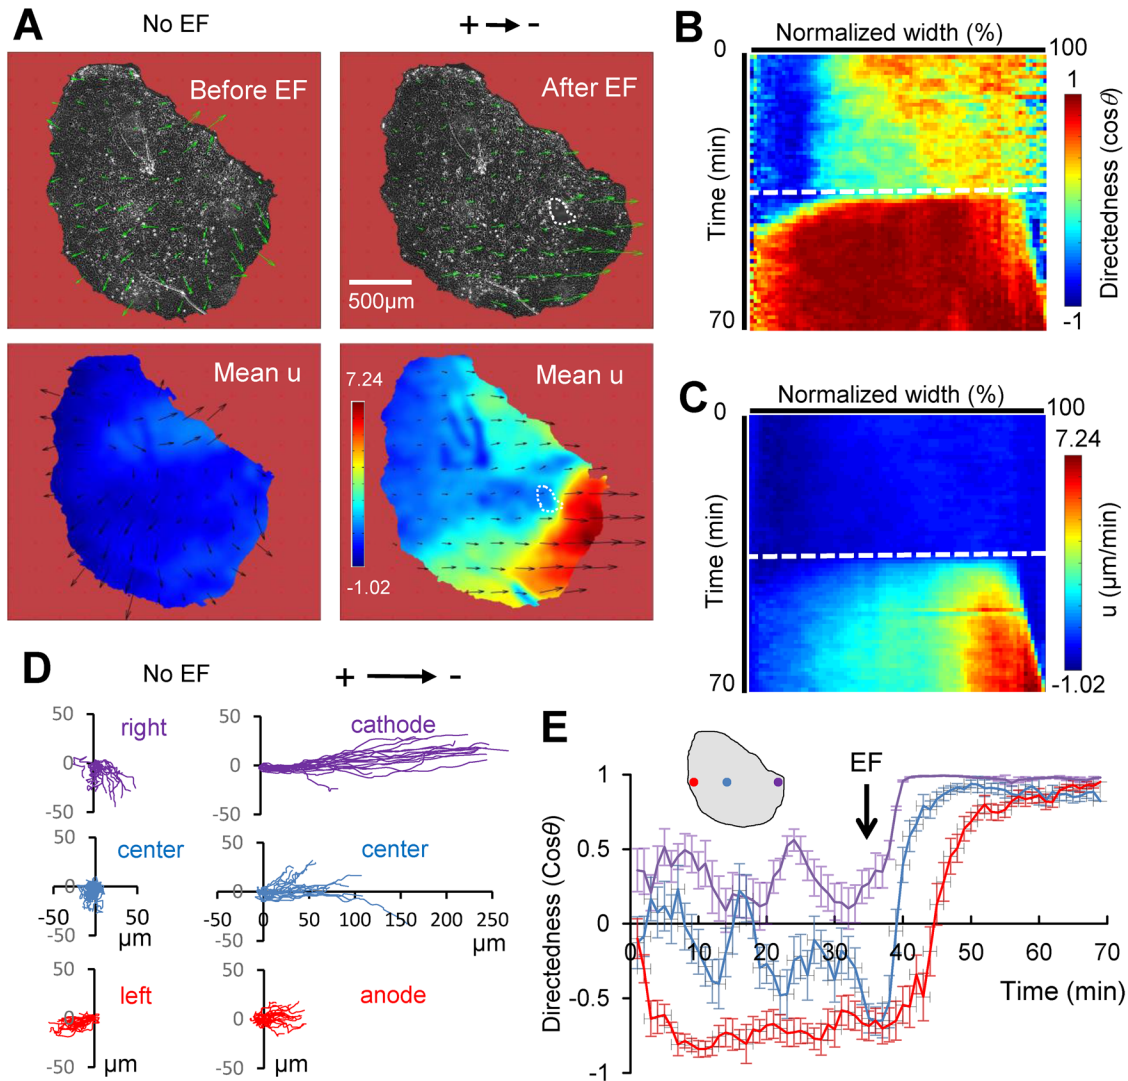 A
No EF
+ → -
Before EF
After EF
500µm
Mean u
7.24
Mean u
-1.02
B
Normalized width (%)
0
100
1
Time (min)
Directedness (cosθ)
70
-1
C
Normalized width (%)
0
100
7.24
Time (min)
u (µm/min)
70
-1.02
D
No EF
+ → -
50
right
0
-50
50
cathode
0
-50
50
center
0
-50
50
-50
µm
50
center
0
-50
-50
0
50
100
150
200
250
µm
50
left
0
-50
µm
50
anode
0
-50
µm
E
EF
1
0.5
0
-0.5
-1
Directedness (Cosθ)
0
10
20
30
40
50
60
70
Time (min)